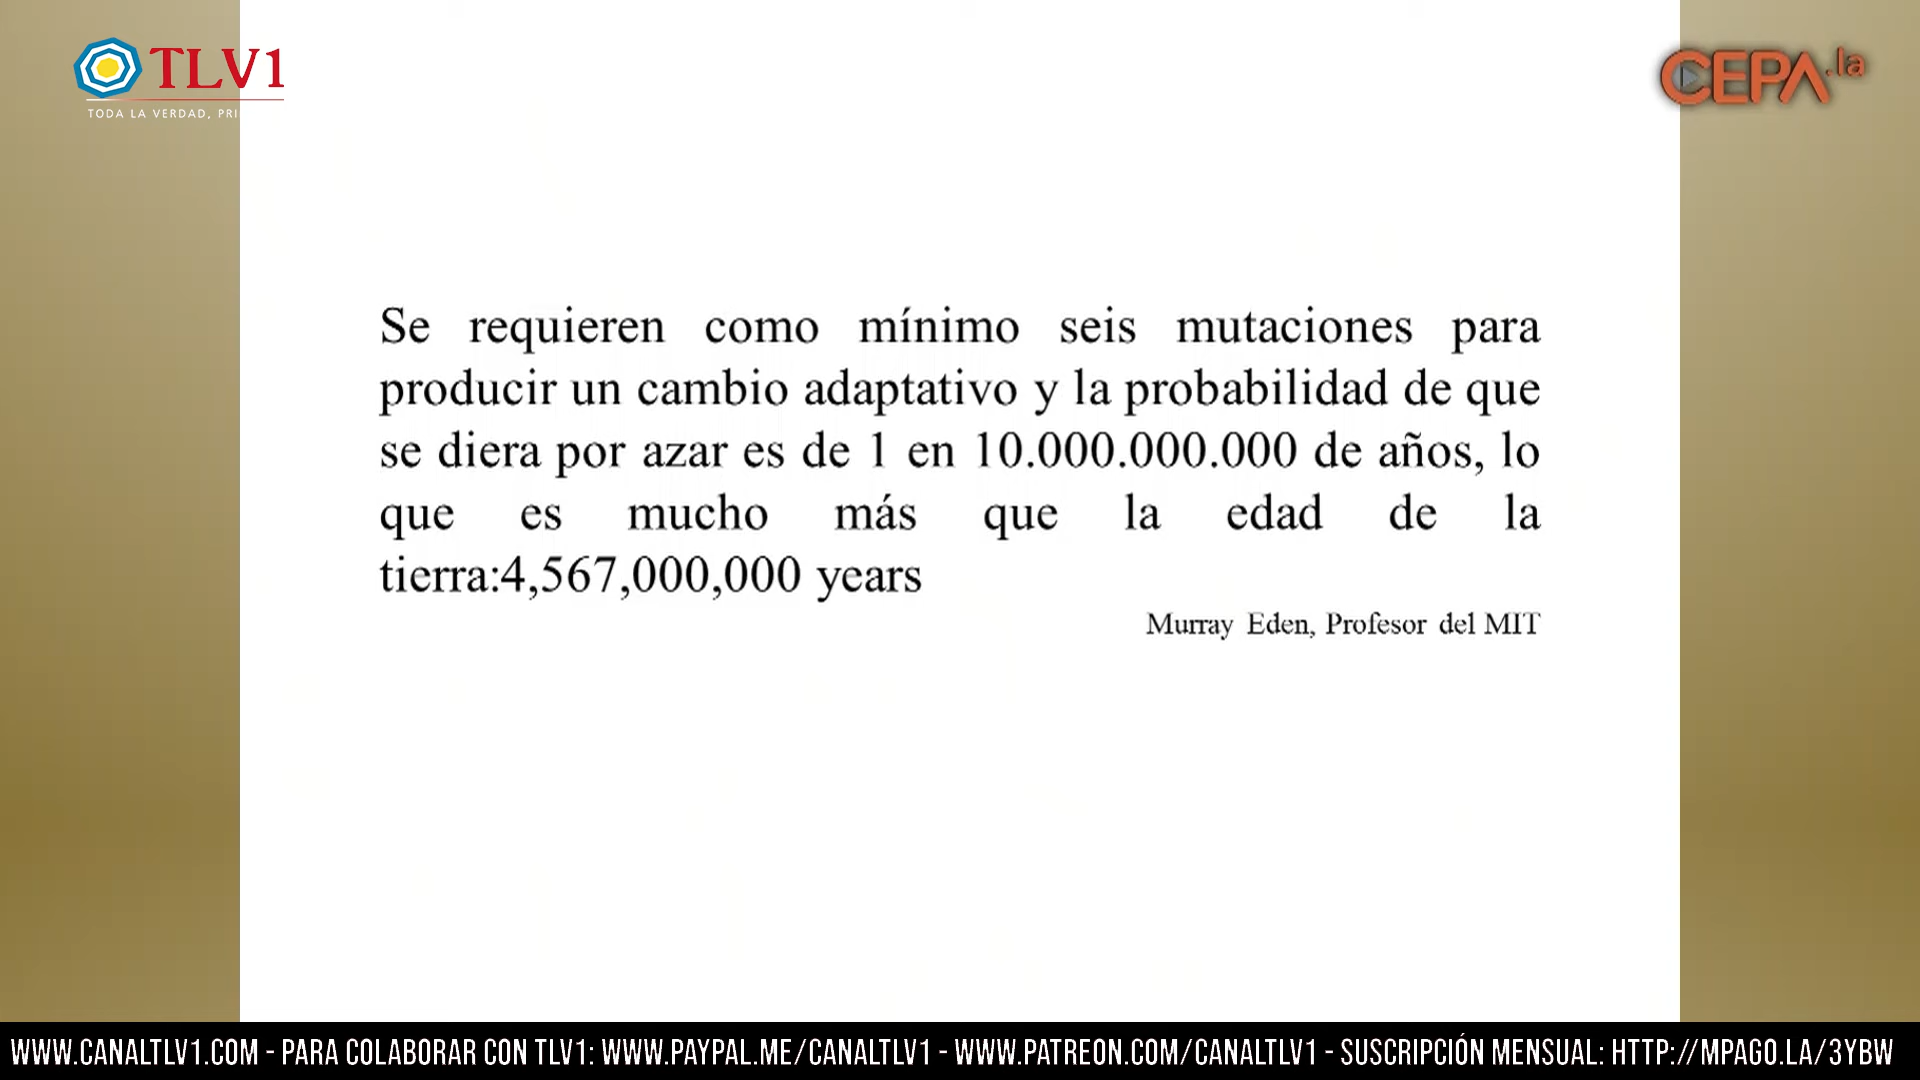 TLV1
TODA LA VERDAD, PRI
CEPA.la
Se requieren como mínimo seis mutaciones para
producir un cambio adaptativo y la probabilidad de que
se diera por azar es de 1 en 10.000.000.000 de años, lo
que es mucho más que la edad de la
tierra:4,567,000,000 years
Murray Eden, Profesor del MIT
WWW.CANALTLV1.COM - PARA COLABORAR CON TLV1: WWW.PAYPAL.ME/CANALTLV1 - WWW.PATREON.COM/CANALTLV1 - SUSCRIPCIÓN MENSUAL: HTTP://MPAGO.LA/3YBW